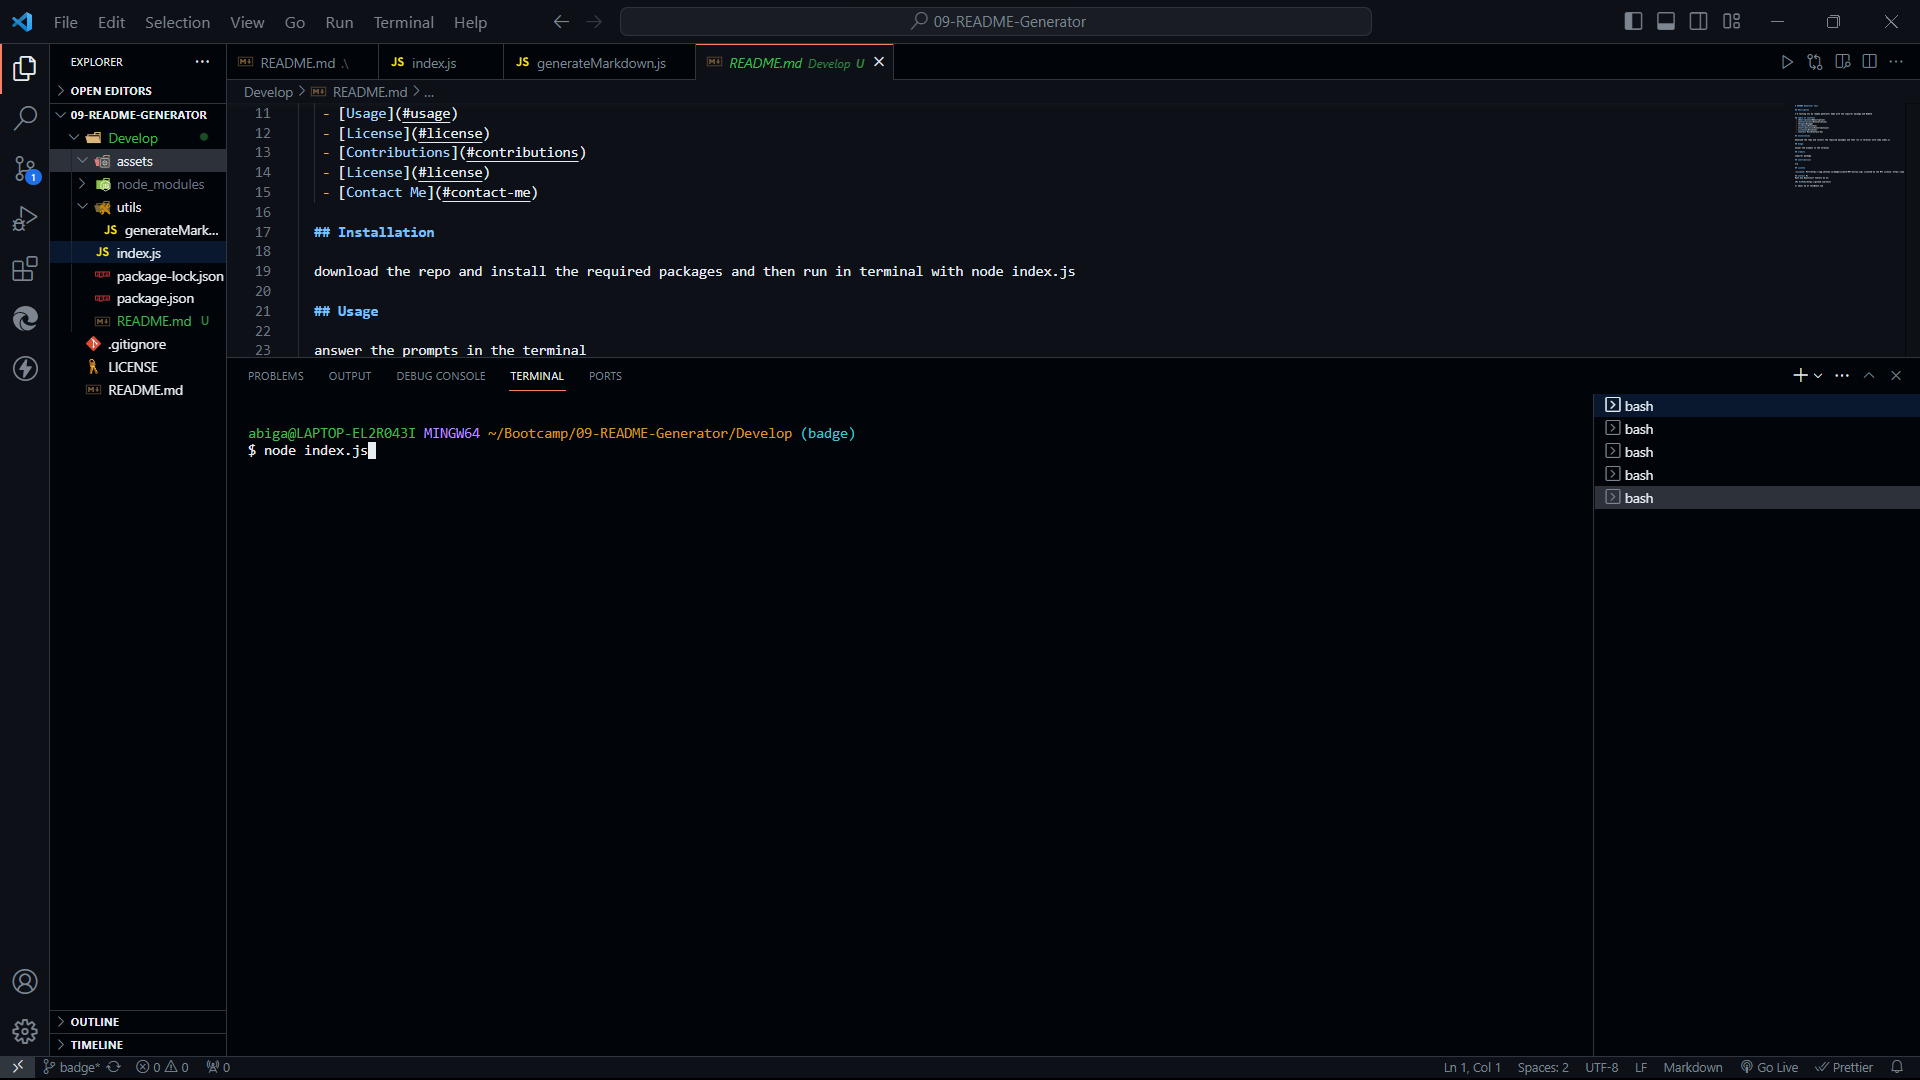 File Edit Selection View Go Run Terminal Help
09-README-Generator
EXPLORER
OPEN EDITORS
09-README-GENERATOR
Develop
assets
node_modules
utils
JS generateMark...
JS index.js
package-lock.json
package.json
README.md U
.gitignore
LICENSE
README.md
OUTLINE
TIMELINE
1
README.md .\
JS index.js
JS generateMarkdown.js
README.md Develop U
Develop > README.md > ...
11 - [Usage](#usage)
12 - [License](#license)
13 - [Contributions](#contributions)
14 - [License](#license)
15 - [Contact Me](#contact-me)
16
17 ## Installation
18
19 download the repo and install the required packages and then run in terminal with node index.js
20
21 ## Usage
22
23 answer the prompts in the terminal
PROBLEMS OUTPUT DEBUG CONSOLE TERMINAL PORTS
abiga@LAPTOP-EL2R043I MINGW64 ~/Bootcamp/09-README-Generator/Develop (badge)
$ node index.js
bash
bash
bash
bash
bash
badge* 0 0 0
Ln 1, Col 1 Spaces: 2 UTF-8 LF Markdown Go Live Prettier